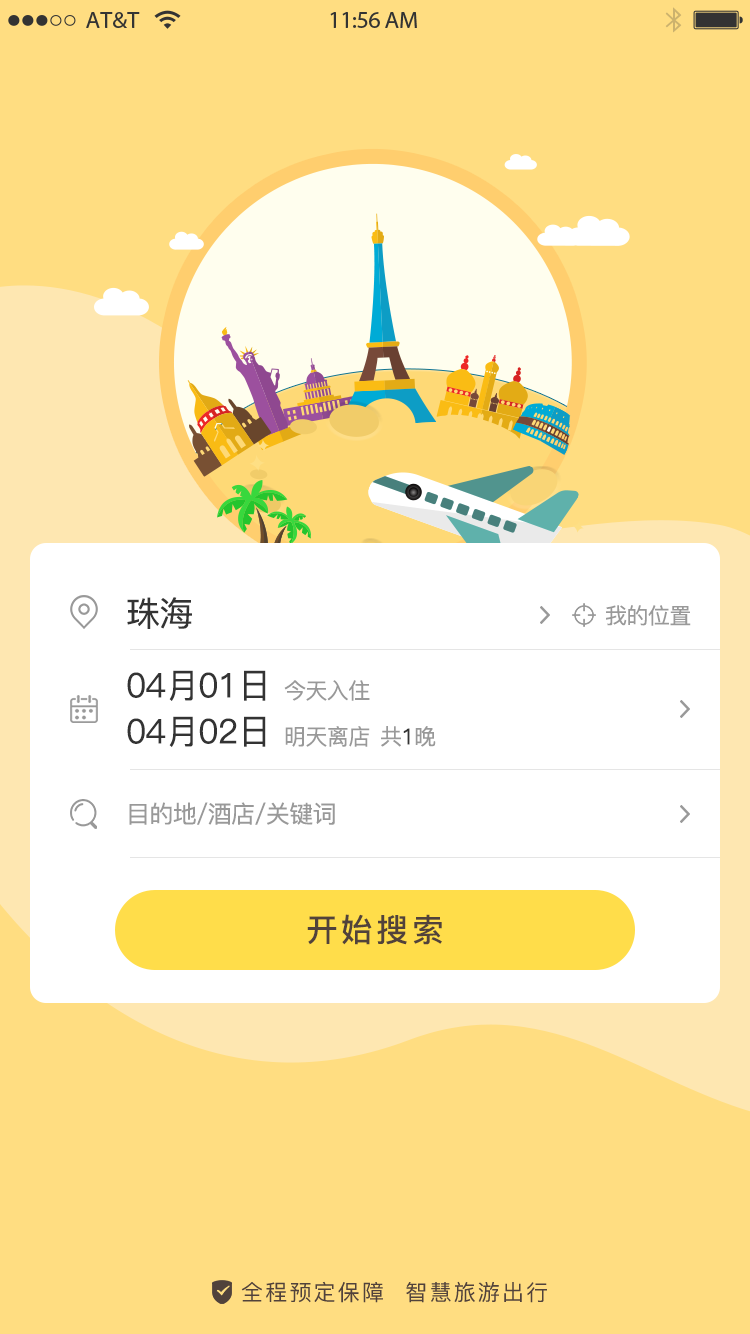 AT&T 11:56 AM
珠海 我的位置
04月01日 今天入住
04月02日 明天离店 共1晚
目的地/酒店/关键词
开始搜索
全程预定保障 智慧旅游出行